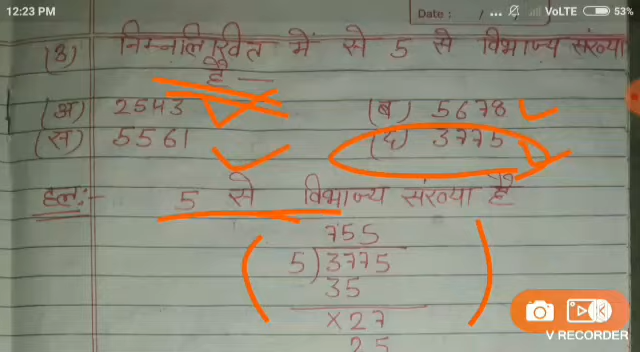 12:23 PM ... VoLTE 53%
Date :
(3) निम्नलिखित में से 5 से विभाज्य संख्या
है —
(अ) 2543 (ब) 5678
(स) 5561 (द) 3775
हल:- 5 से विभाज्य संख्या है
755
5)3775
35
×27
25
V RECORDER